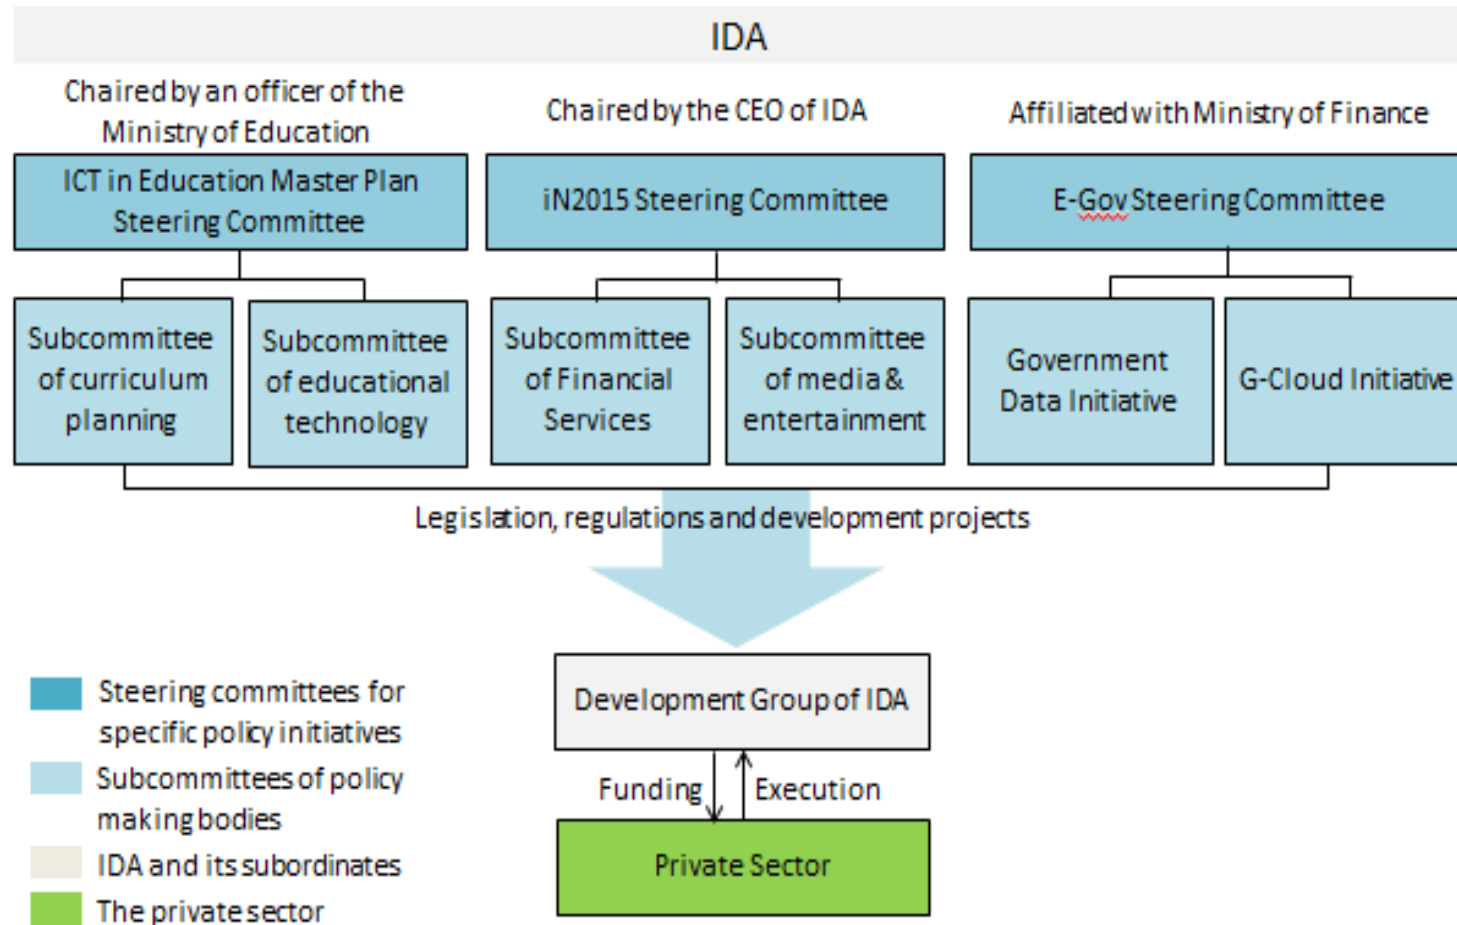 IDA
Chaired by an officer of the
Ministry of Education
Chaired by the CEO of IDA
Affiliated with Ministry of Finance
ICT in Education Master Plan
Steering Committee
iN2015 Steering Committee
E-Gov Steering Committee
Subcommittee
of curriculum
planning
Subcommittee
of educational
technology
Subcommittee
of Financial
Services
Subcommittee
of media &
entertainment
Government
Data Initiative
G-Cloud Initiative
Legislation, regulations and development projects
Development Group of IDA
Funding
Execution
Private Sector
Steering committees for
specific policy initiatives
Subcommittees of policy
making bodies
IDA and its subordinates
The private sector